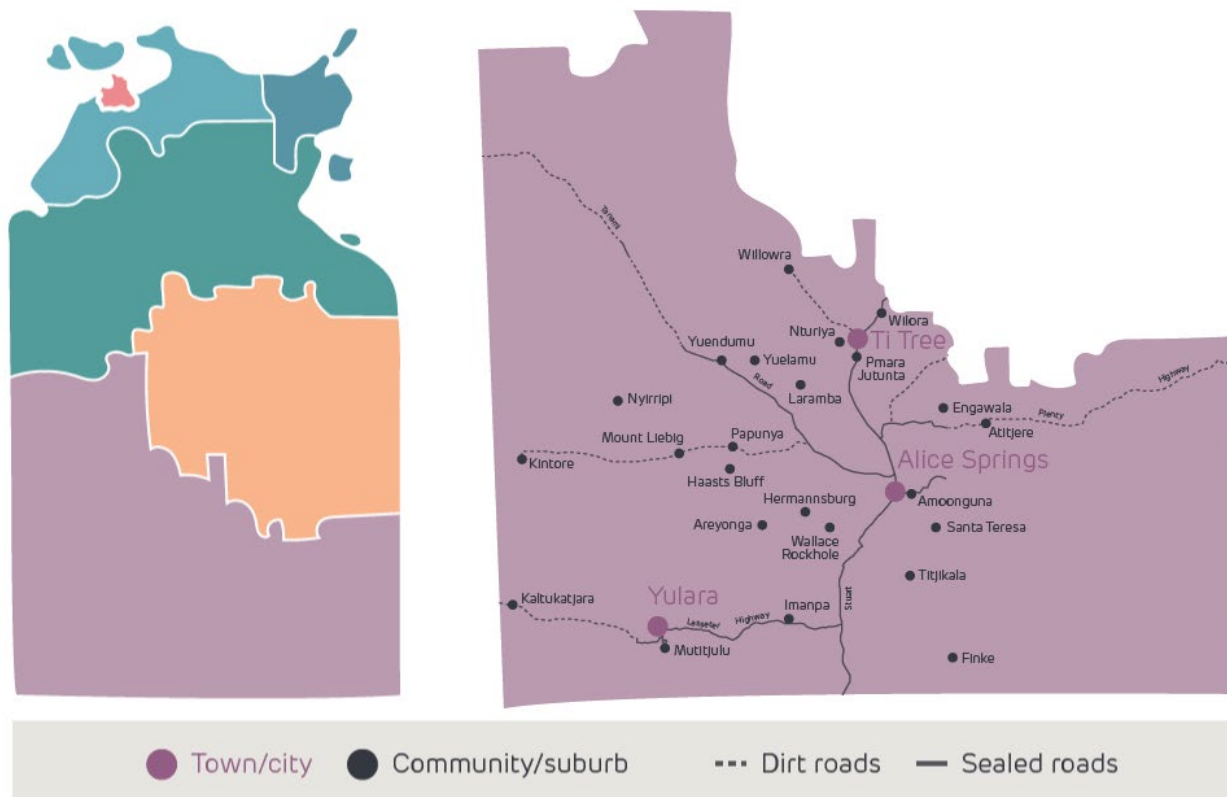 Tanami
Willowra
Wilora
Nturiya
Ti Tree
Yuendumu
Yuelamu
Pmara
Jutunta
Road
Laramba
Highway
Nyirripi
Engawala
Plenty
Atitjere
Mount Liebig
Papunya
Kintore
Haasts Bluff
Alice Springs
Hermannsburg
Amoonguna
Areyonga
Wallace
Rockhole
Santa Teresa
Titjikala
Kaltukatjara
Yulara
Imanpa
Stuart
Lasseter
Highway
Mutitjulu
Finke
Town/city
Community/suburb
Dirt roads
Sealed roads